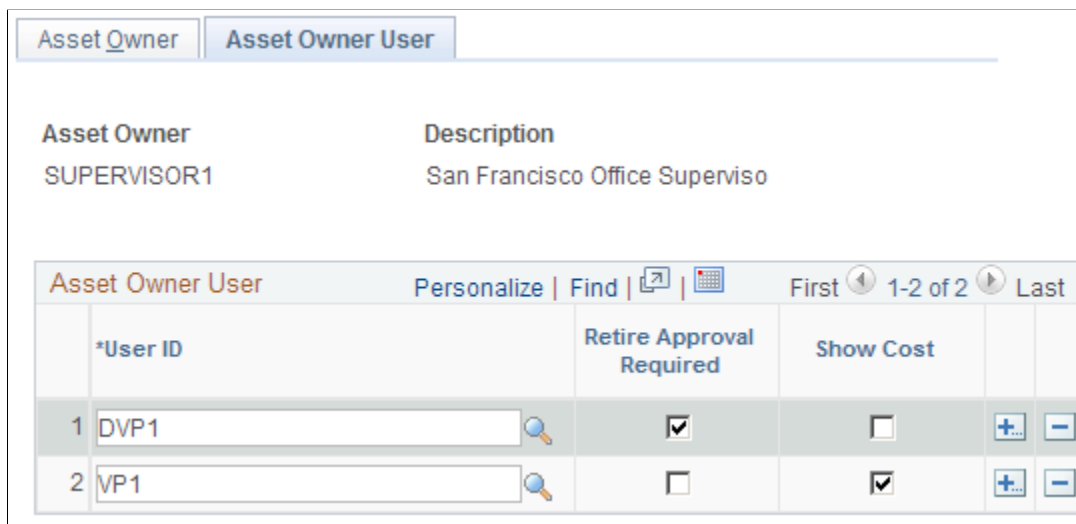 Asset Owner
Asset Owner User
Asset Owner Description
SUPERVISOR1 San Francisco Office Superviso
Asset Owner User Personalize | Find | | First 1-2 of 2 Last
*User ID Retire Approval Required Show Cost
1 DVP1
2 VP1